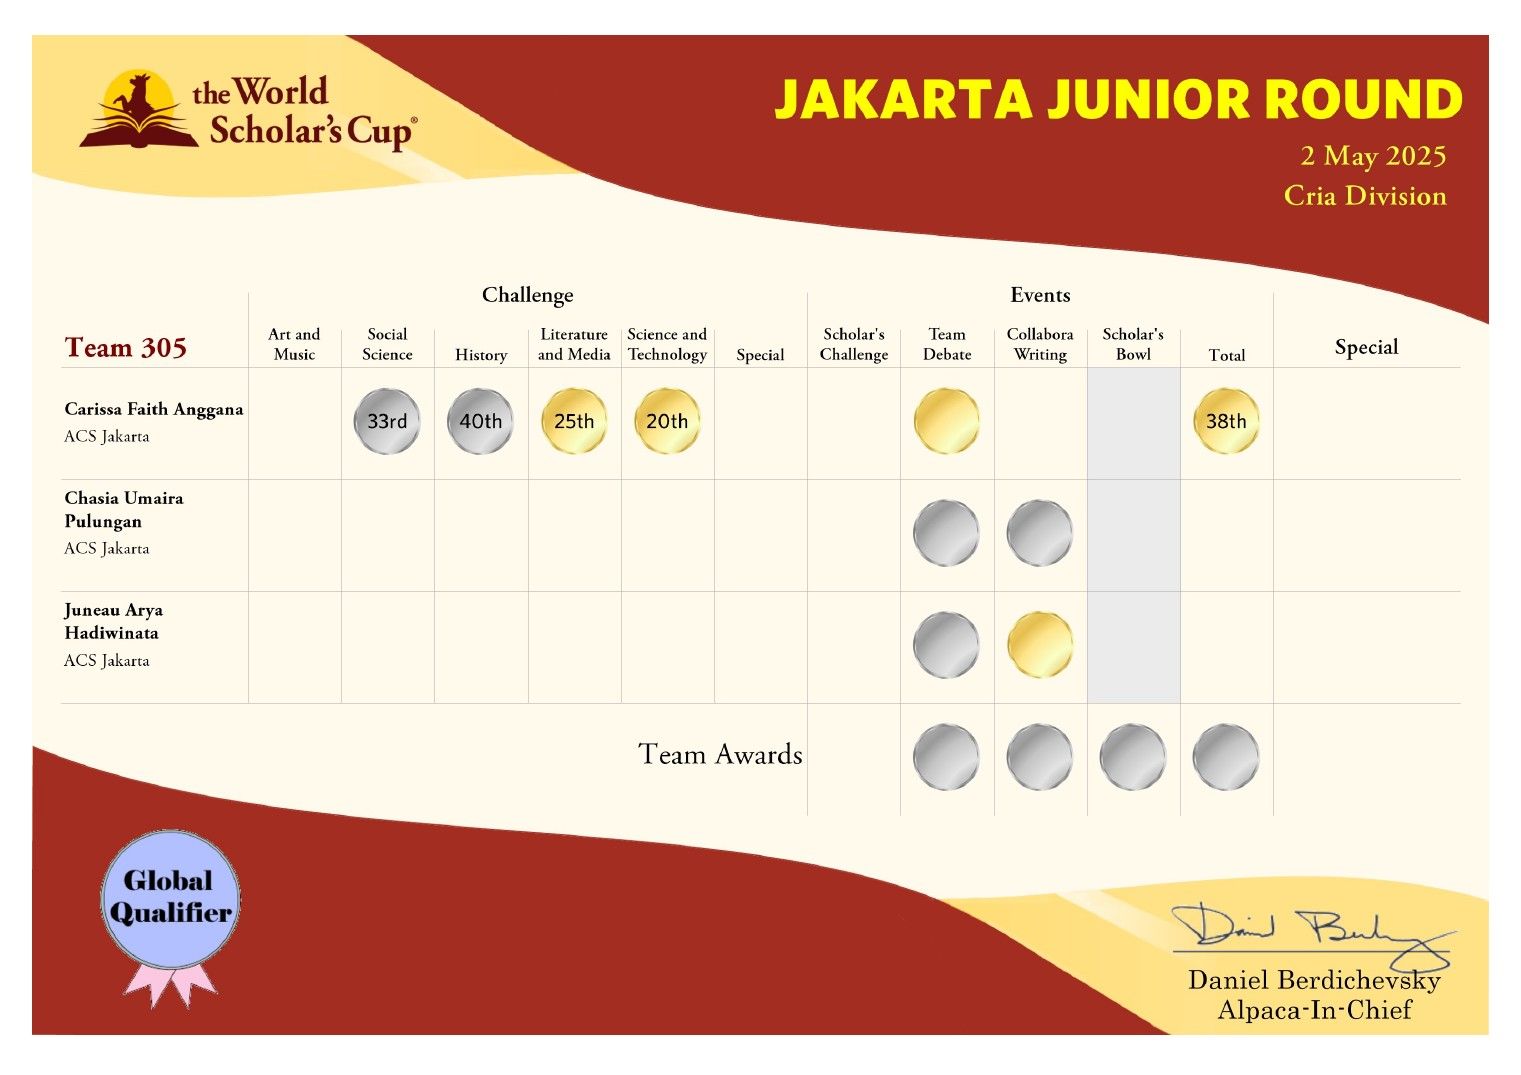 the World
Scholar's Cup®
JAKARTA JUNIOR ROUND
2 May 2025
Cria Division
Challenge
Events
Team 305
Art and
Music
Social
Science
History
Literature
and Media
Science and
Technology
Special
Scholar's
Challenge
Team
Debate
Collabora
Writing
Scholar's
Bowl
Total
Special
Carissa Faith Anggana
ACS Jakarta
33rd
40th
25th
20th
38th
Chasia Umaira
Pulungan
ACS Jakarta
Juneau Arya
Hadiwinata
ACS Jakarta
Team Awards
Global
Qualifier
Daniel Berdichevsky
Alpaca-In-Chief